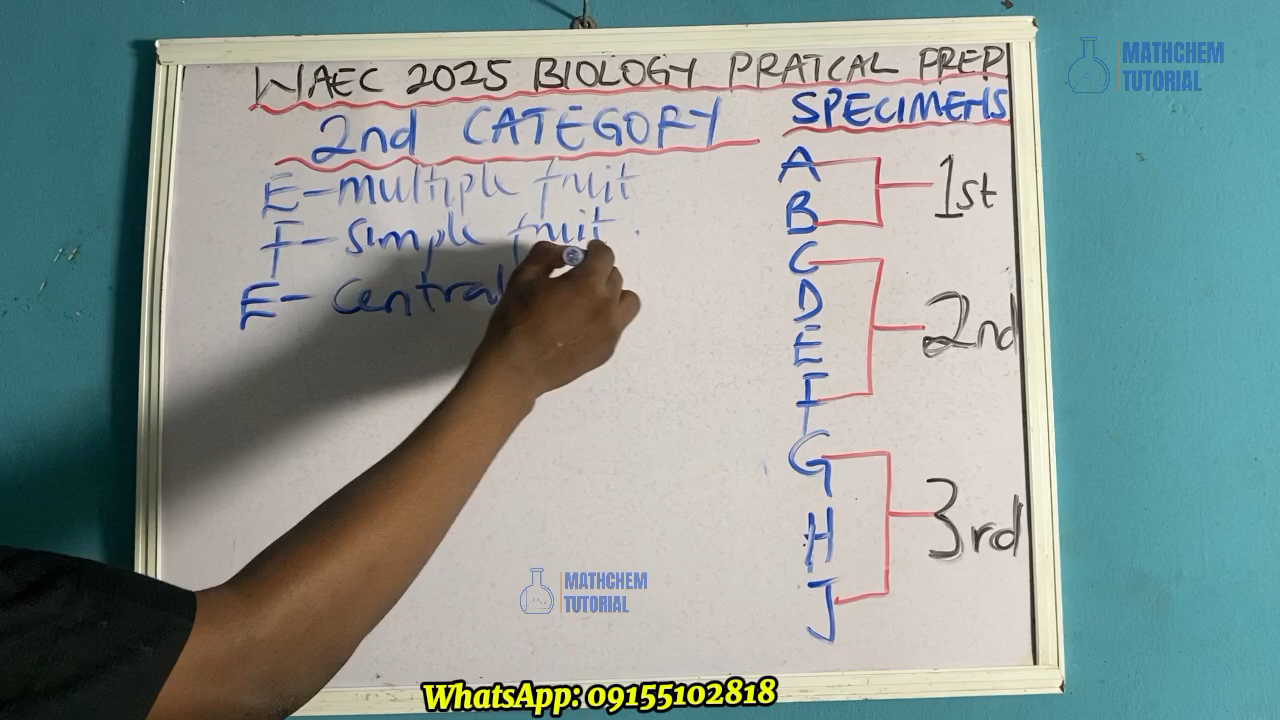 WAEC 2025 BIOLOGY PRATCAL PREP
MATHCHEM
TUTORIAL
2nd CATEGORY
E-multiple fruit
F-simple fruit.
E-central
SPECIMENS
A
B
1st
C
D
E
F
2nd
G
H
J
3rd
MATHCHEM
TUTORIAL
WhatsApp: 09155102818